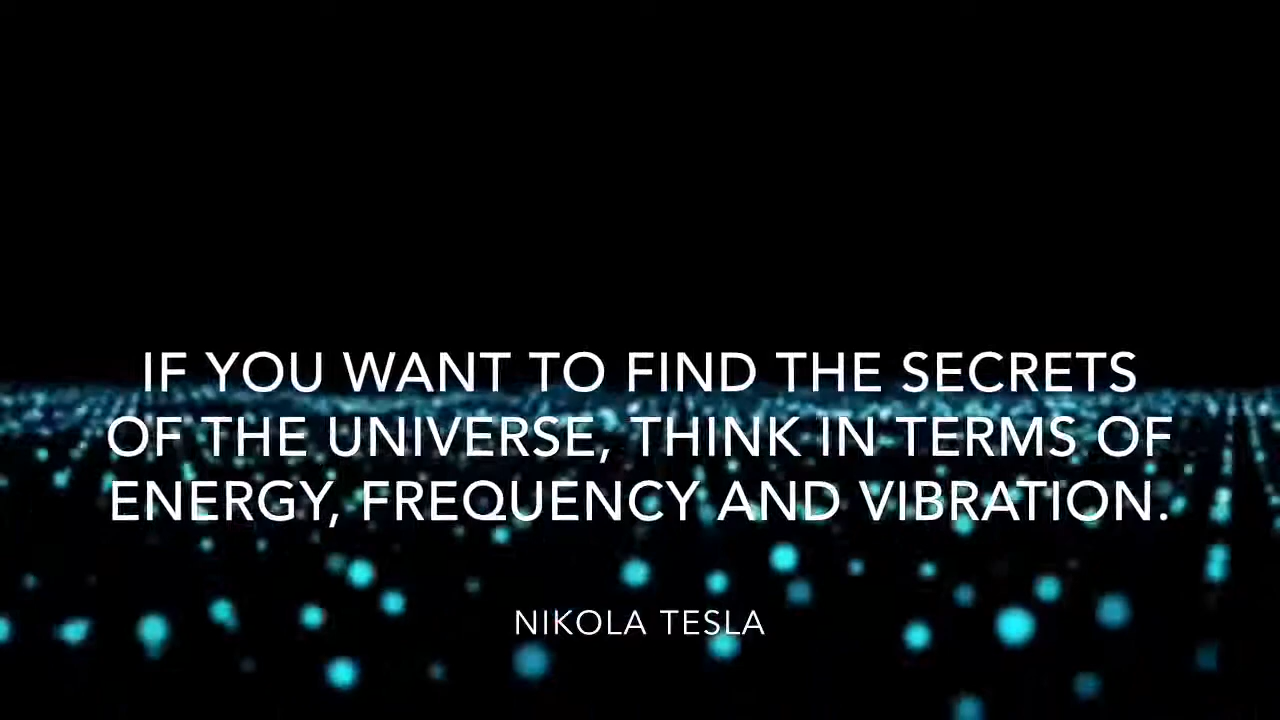 IF YOU WANT TO FIND THE SECRETS
OF THE UNIVERSE, THINK IN TERMS OF
ENERGY, FREQUENCY AND VIBRATION.
NIKOLA TESLA